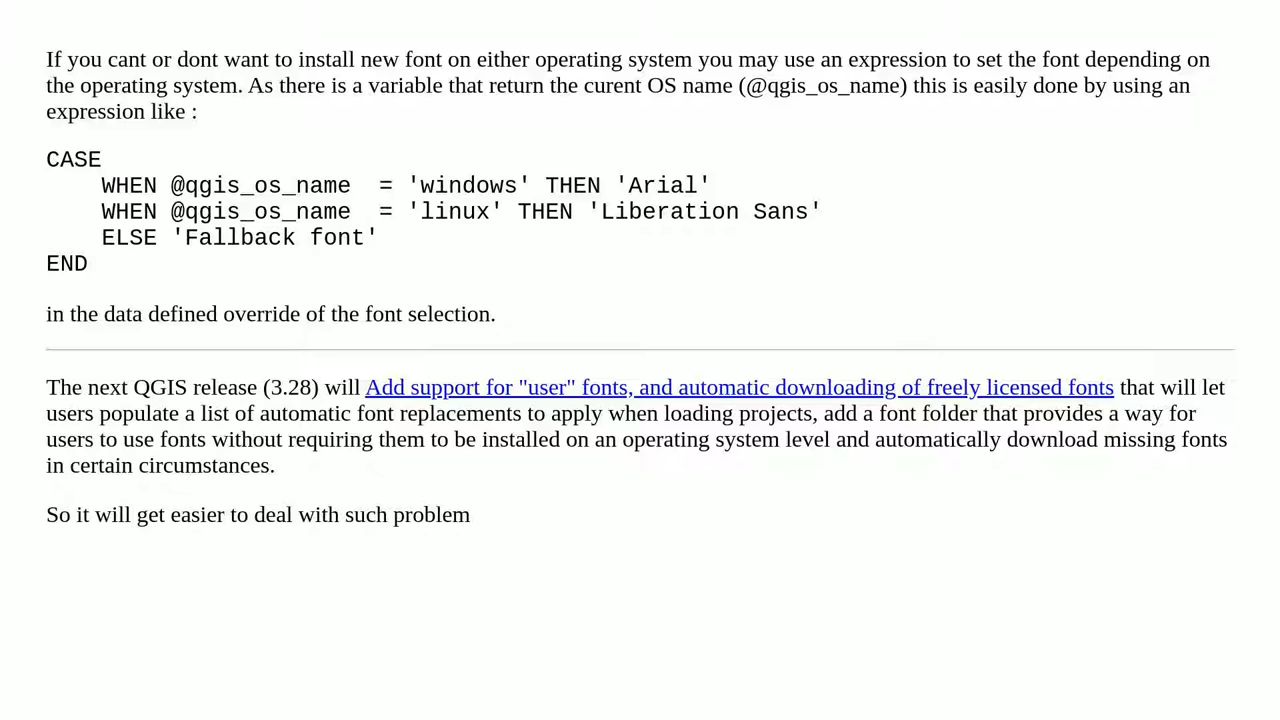 If you cant or dont want to install new font on either operating system you may use an expression to set the font depending on
the operating system. As there is a variable that return the curent OS name (@qgis_os_name) this is easily done by using an
expression like :
CASE
    WHEN @qgis_os_name  = 'windows' THEN 'Arial'
    WHEN @qgis_os_name  = 'linux' THEN 'Liberation Sans'
    ELSE 'Fallback font'
END
in the data defined override of the font selection.
The next QGIS release (3.28) will Add support for "user" fonts, and automatic downloading of freely licensed fonts that will let
users populate a list of automatic font replacements to apply when loading projects, add a font folder that provides a way for
users to use fonts without requiring them to be installed on an operating system level and automatically download missing fonts
in certain circumstances.
So it will get easier to deal with such problem